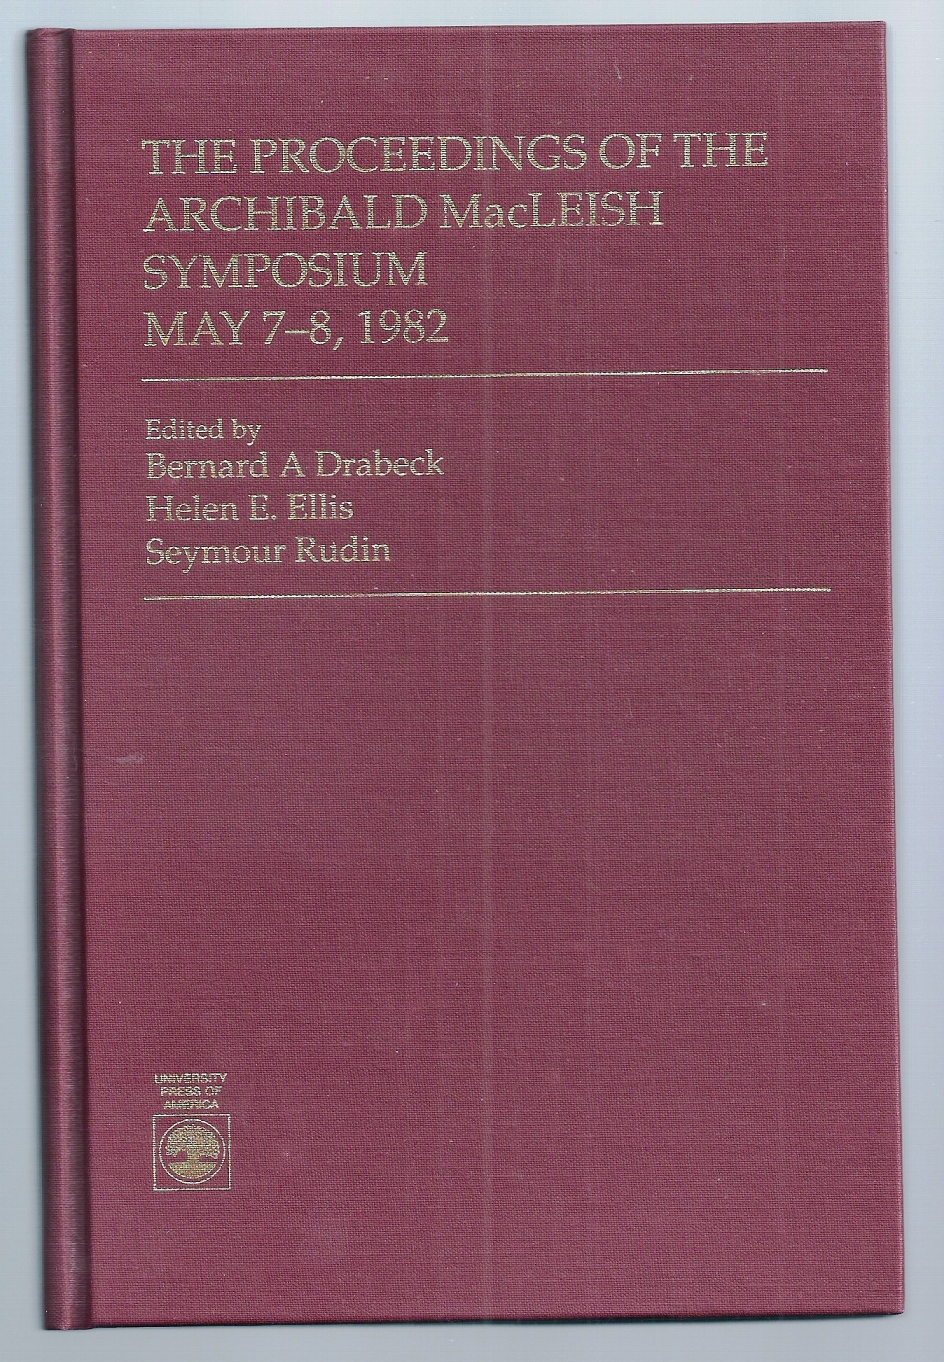 THE PROCEEDINGS OF THE
ARCHIBALD MacLEISH
SYMPOSIUM
MAY 7–8, 1982
Edited by
Bernard A Drabeck
Helen E. Ellis
Seymour Rudin
UNIVERSITY
PRESS OF
AMERICA